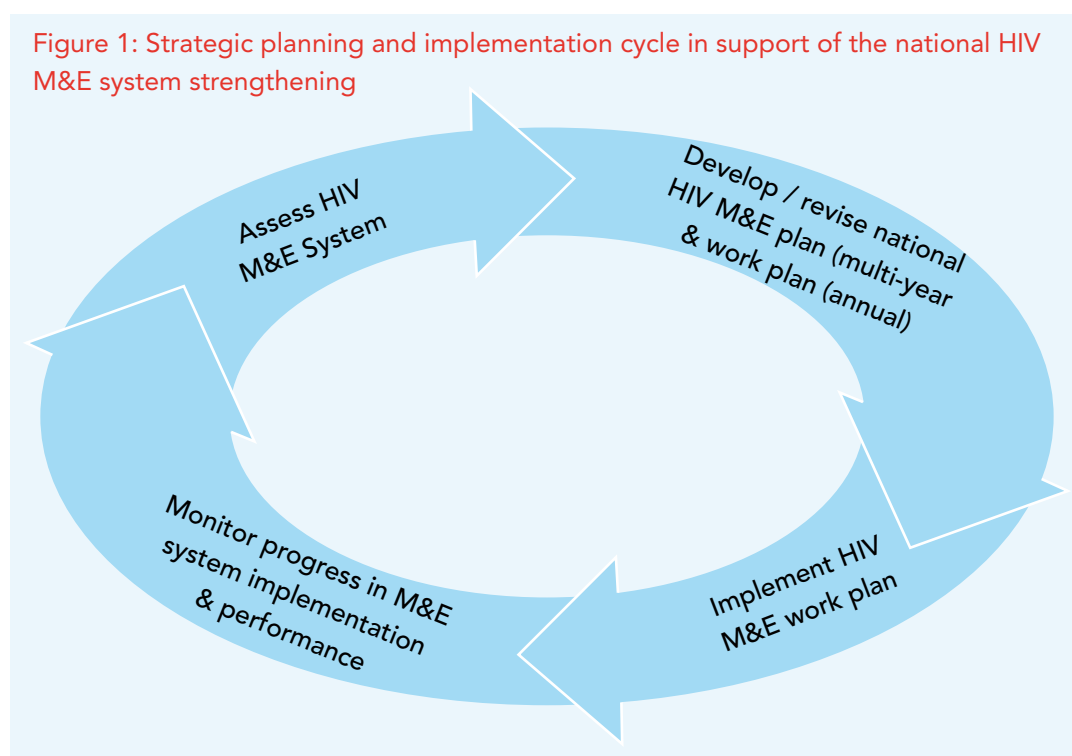 Figure 1: Strategic planning and implementation cycle in support of the national HIV
M&E system strengthening
Assess HIV
M&E System
Develop / revise national
HIV M&E plan (multi-year
& work plan (annual)
Implement HIV
M&E work plan
Monitor progress in M&E
system implementation
& performance